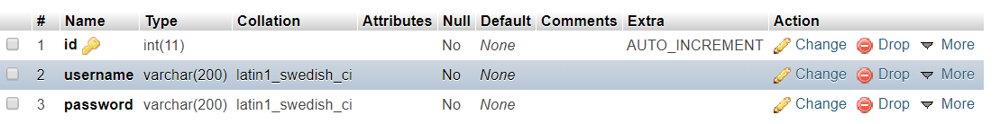 # Name Type Collation Attributes Null Default Comments Extra Action
1 id int(11) No None AUTO_INCREMENT Change Drop More
2 username varchar(200) latin1_swedish_ci No None Change Drop More
3 password varchar(200) latin1_swedish_ci No None Change Drop More